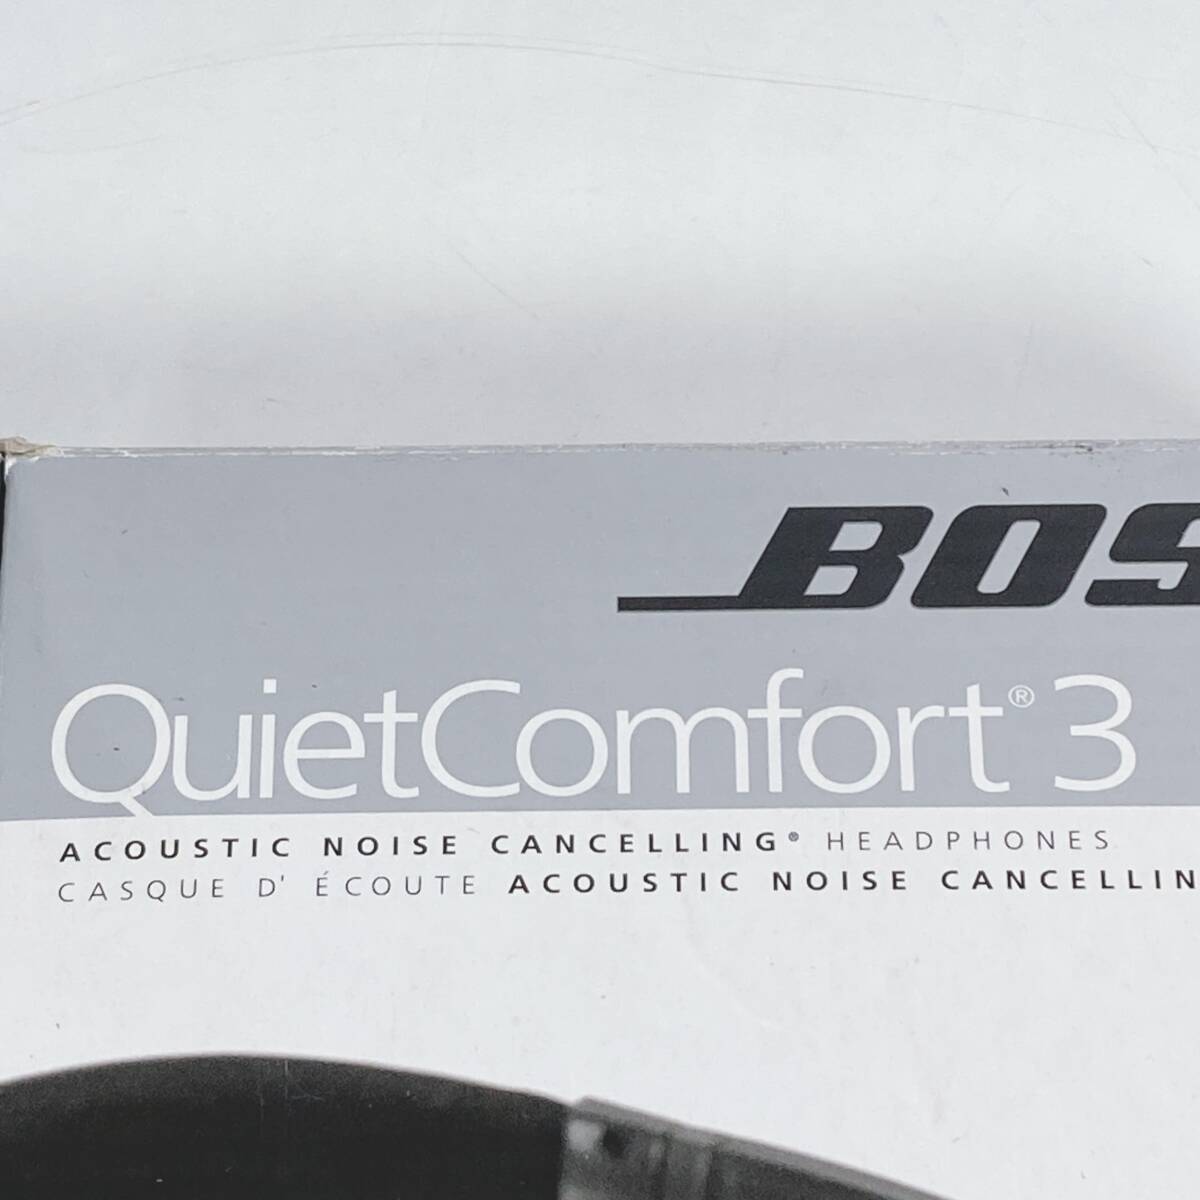 BOS
QuietComfort® 3
ACOUSTIC NOISE CANCELLING® HEADPHONES
CASQUE D' ÉCOUTE ACOUSTIC NOISE CANCELLIN